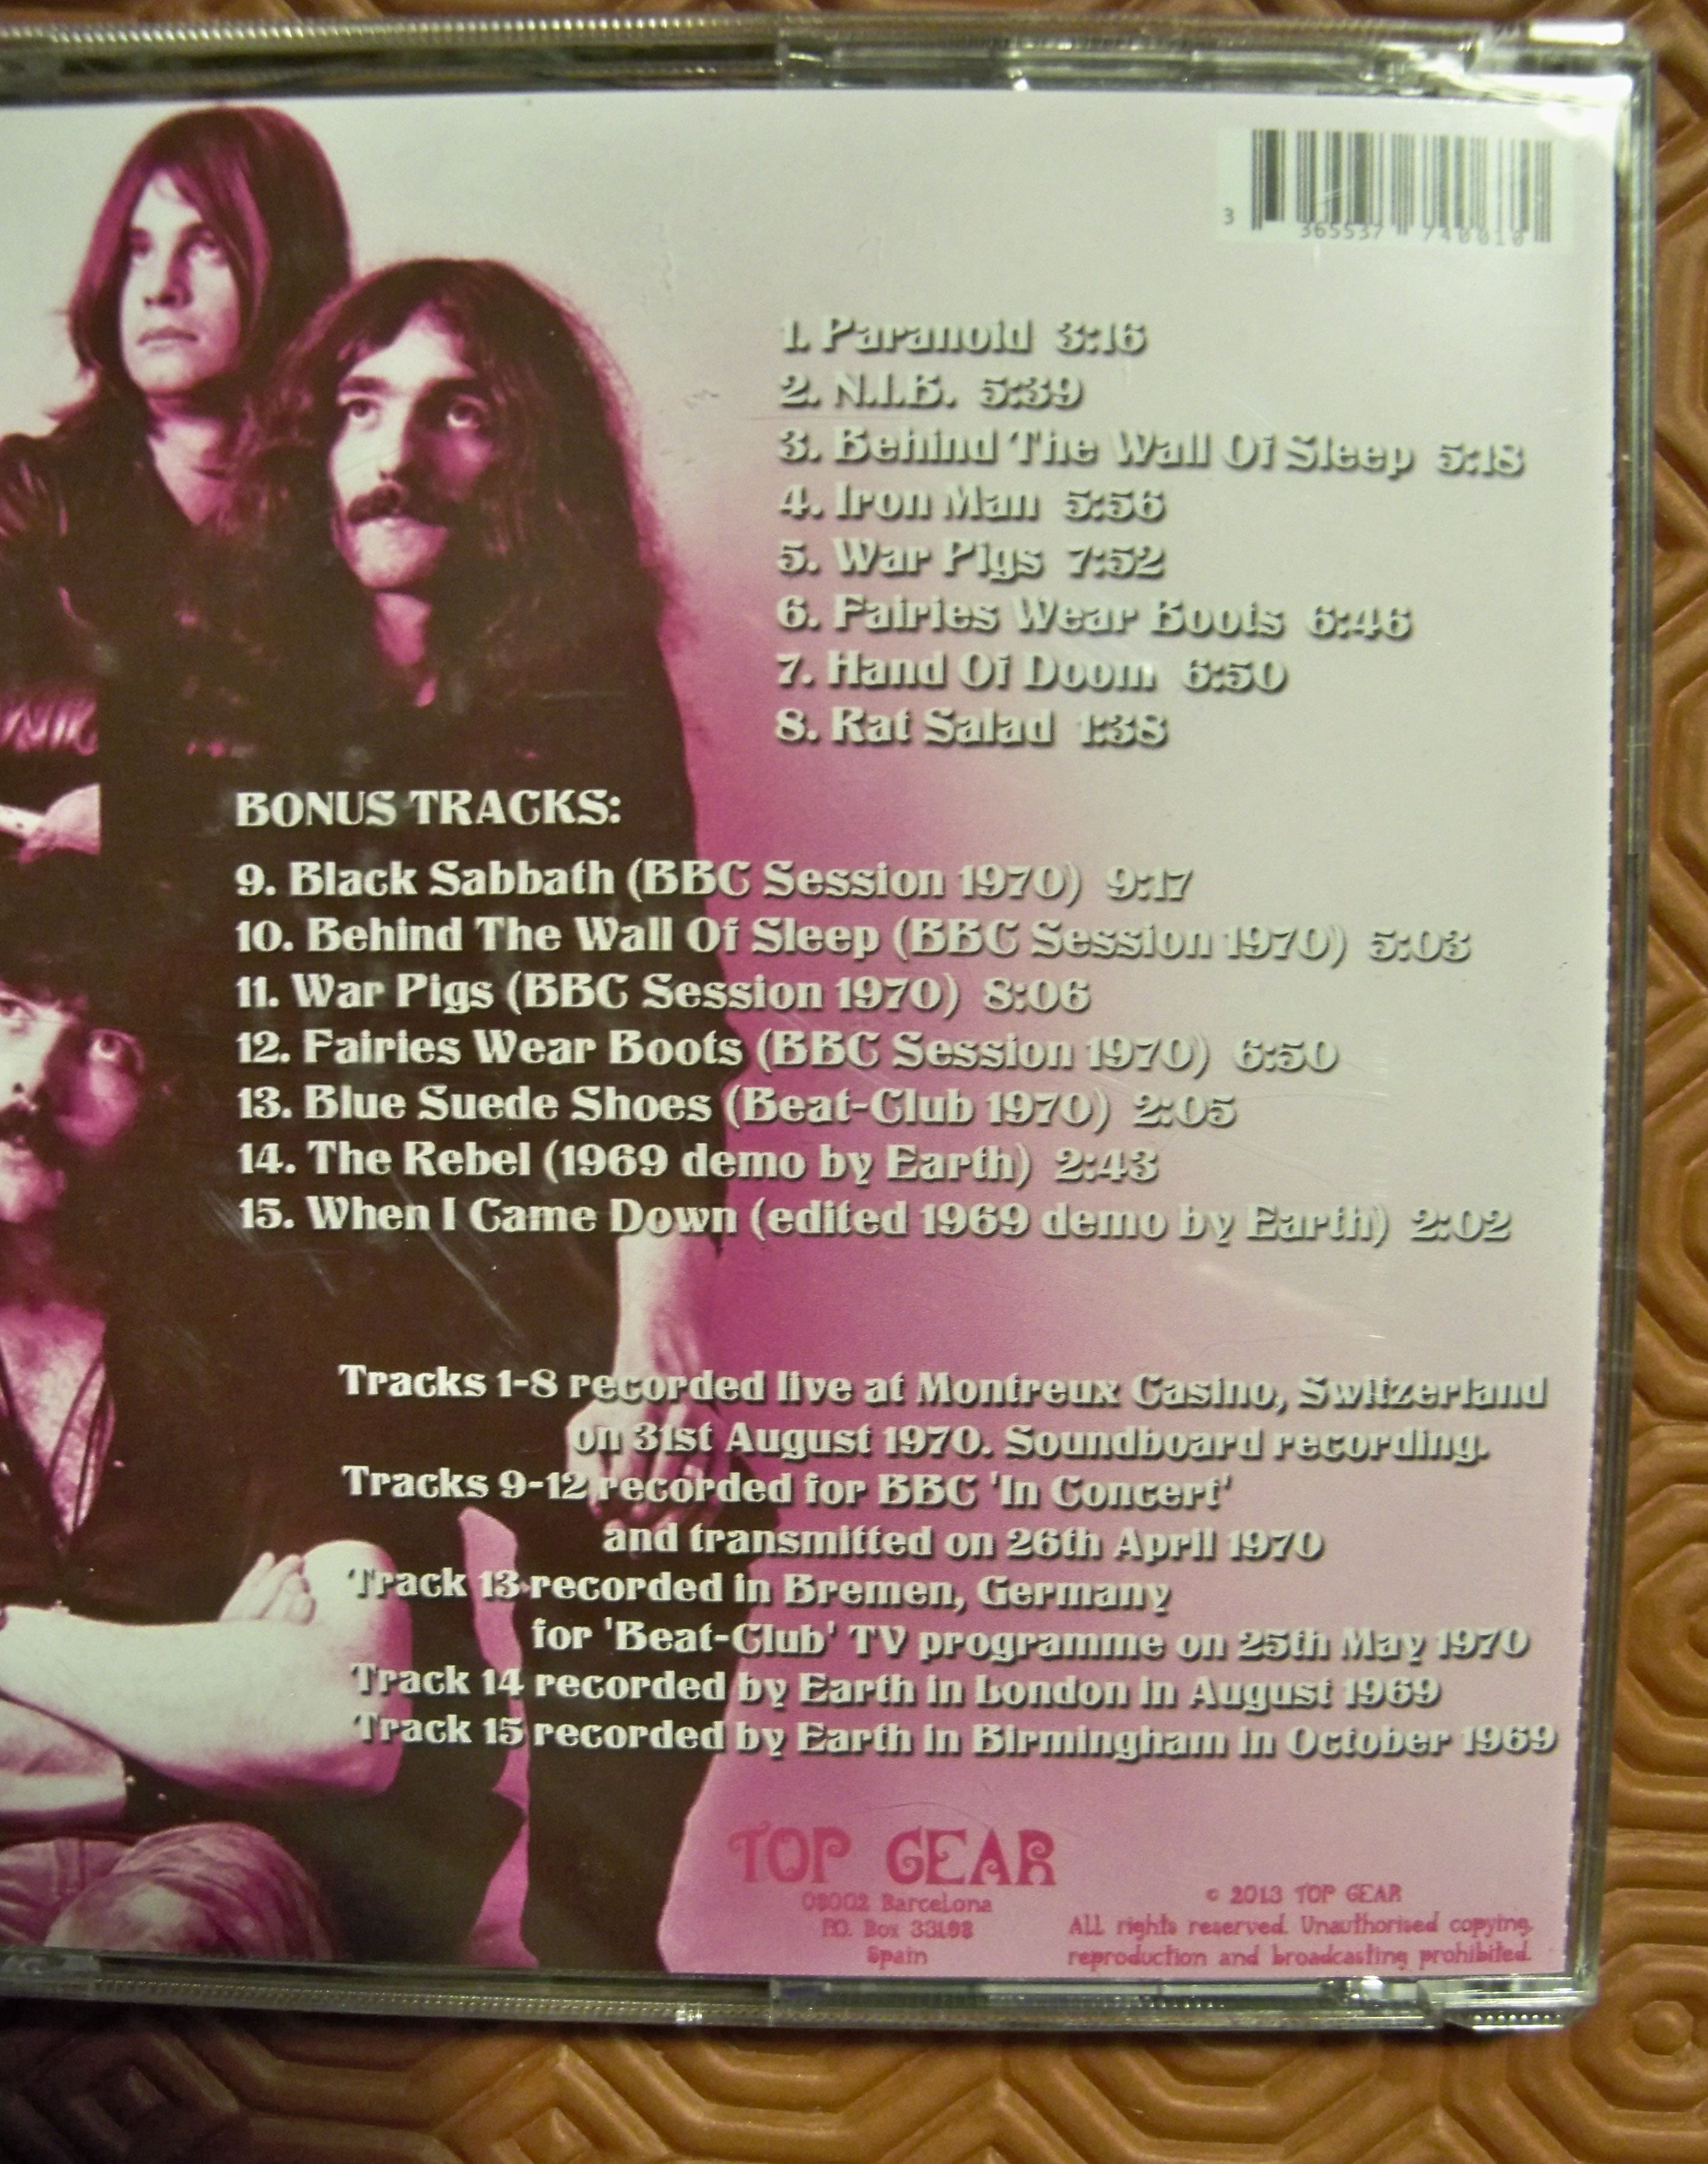 3 365537 740010
1. Paranoid 3:16
2. N.I.B. 5:39
3. Behind The Wall Of Sleep 5:18
4. Iron Man 5:56
5. War Pigs 7:52
6. Fairies Wear Boots 6:46
7. Hand Of Doom 6:50
8. Rat Salad 1:38
BONUS TRACKS:
9. Black Sabbath (BBC Session 1970) 9:17
10. Behind The Wall Of Sleep (BBC Session 1970) 5:03
11. War Pigs (BBC Session 1970) 8:06
12. Fairies Wear Boots (BBC Session 1970) 6:50
13. Blue Suede Shoes (Beat-Club 1970) 2:05
14. The Rebel (1969 demo by Earth) 2:43
15. When I Came Down (edited 1969 demo by Earth) 2:02
Tracks 1-8 recorded live at Montreux Casino, Switzerland
on 31st August 1970. Soundboard recording.
Tracks 9-12 recorded for BBC 'In Concert'
and transmitted on 26th April 1970
Track 13 recorded in Bremen, Germany
for 'Beat-Club' TV programme on 25th May 1970
Track 14 recorded by Earth in London in August 1969
Track 15 recorded by Earth in Birmingham in October 1969
TOP GEAR
08002 Barcelona
P.O. Box 33198
Spain
© 2013 TOP GEAR
All rights reserved. Unauthorised copying,
reproduction and broadcasting prohibited.